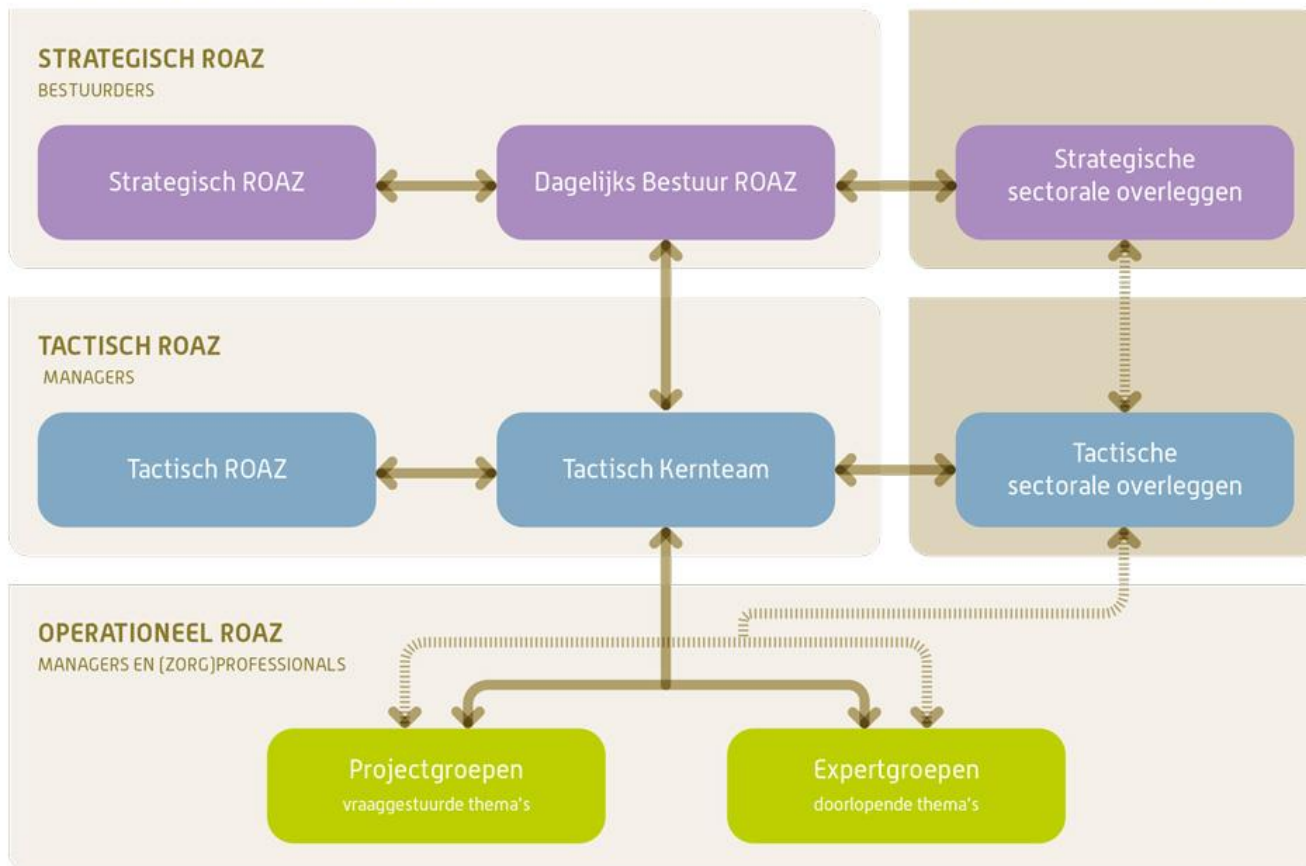 STRATEGISCH ROAZ
BESTUURDERS
Strategisch ROAZ
Dagelijks Bestuur ROAZ
Strategische
sectorale overleggen
TACTISCH ROAZ
MANAGERS
Tactisch ROAZ
Tactisch Kernteam
Tactische
sectorale overleggen
OPERATIONEEL ROAZ
MANAGERS EN (ZORG)PROFESSIONALS
Projectgroepen
vraaggestuurde thema's
Expertgroepen
doorlopende thema's